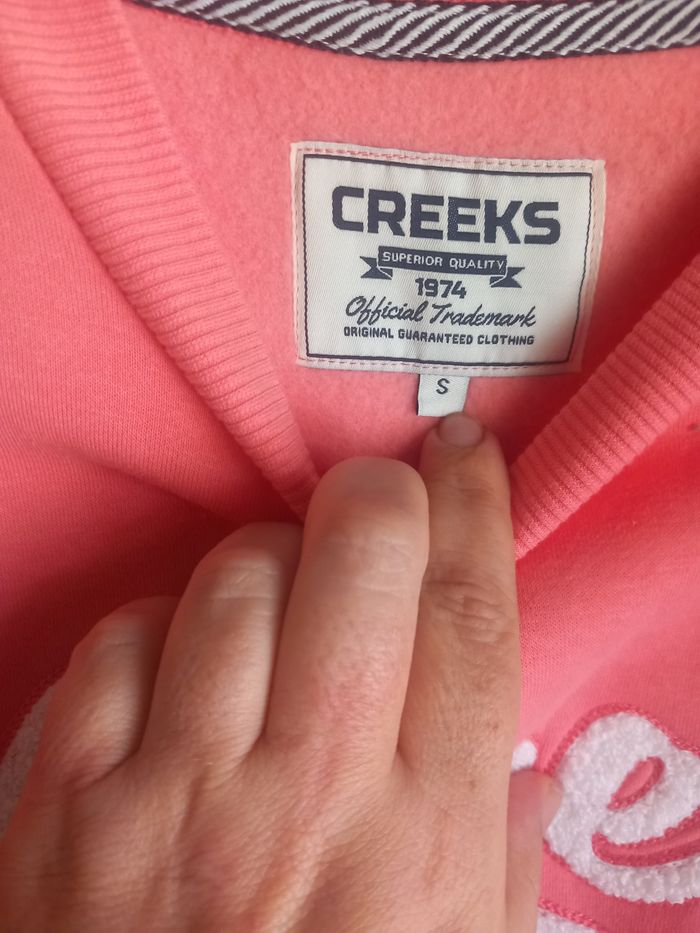 CREEKS
SUPERIOR QUALITY
1974
Official Trademark
ORIGINAL GUARANTEED CLOTHING
S
e